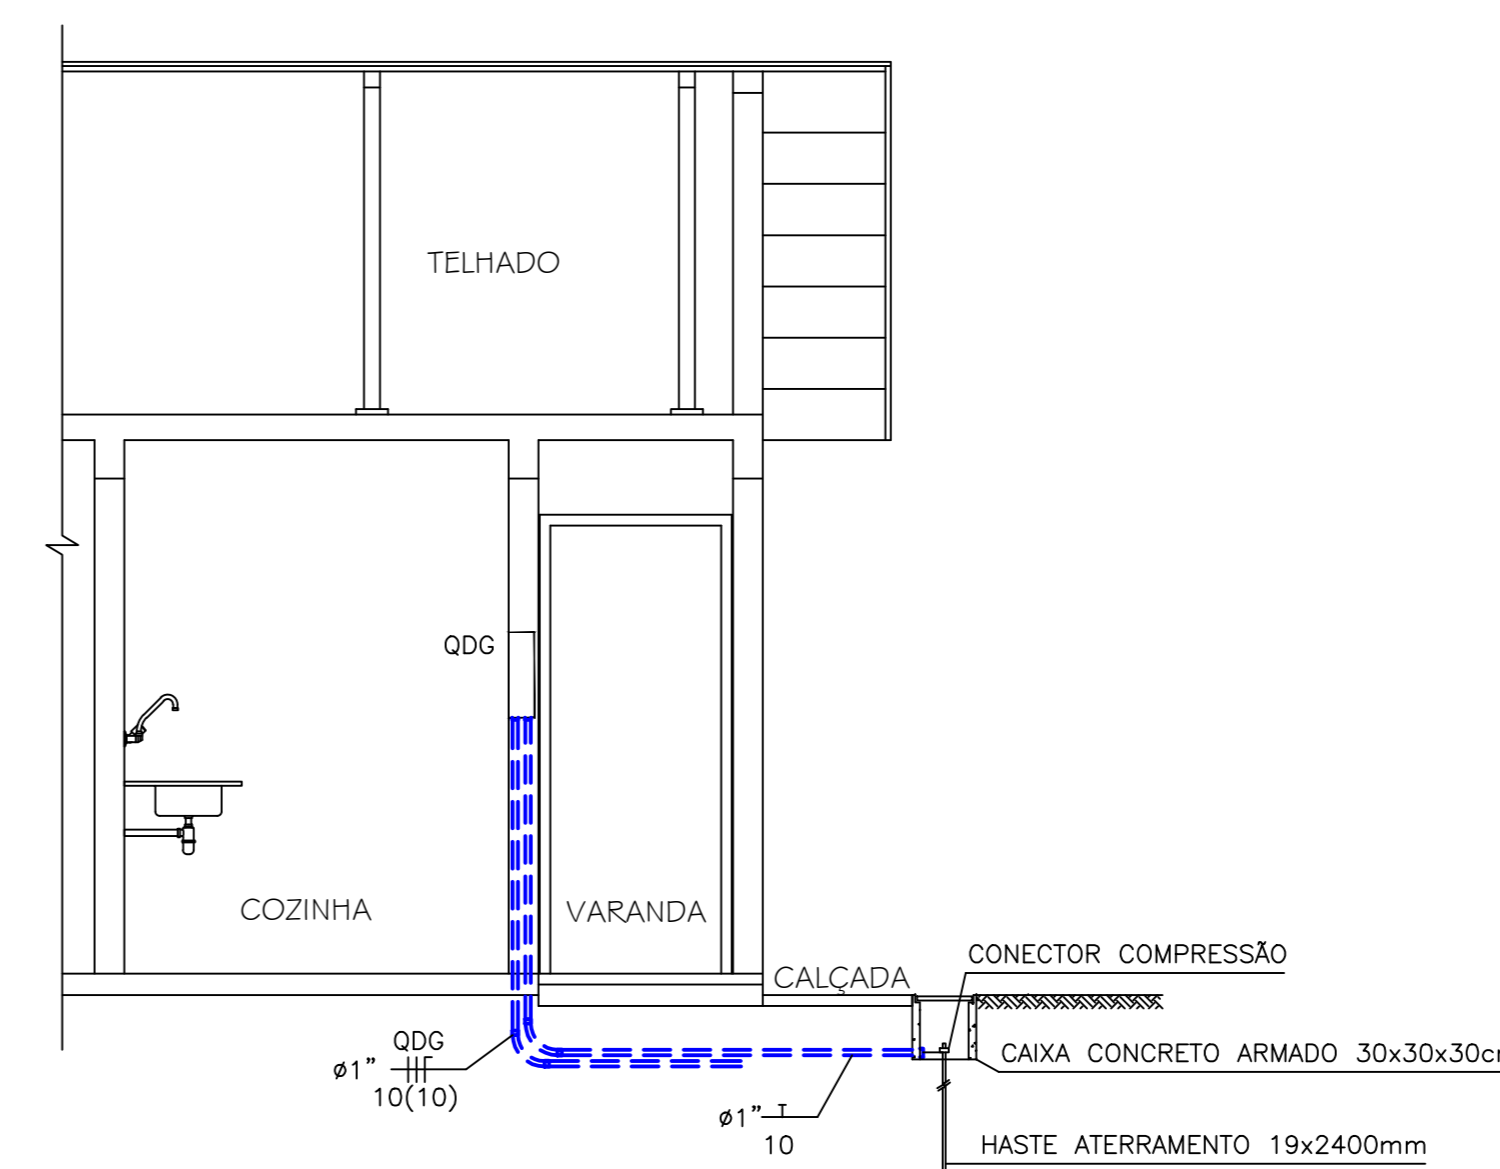 TELHADO
QDG
COZINHA
VARANDA
CALÇADA
CONECTOR COMPRESSÃO
QDG
ø1”
10(10)
CAIXA CONCRETO ARMADO 30x30x30c
ø1”
10
HASTE ATERRAMENTO 19x2400mm